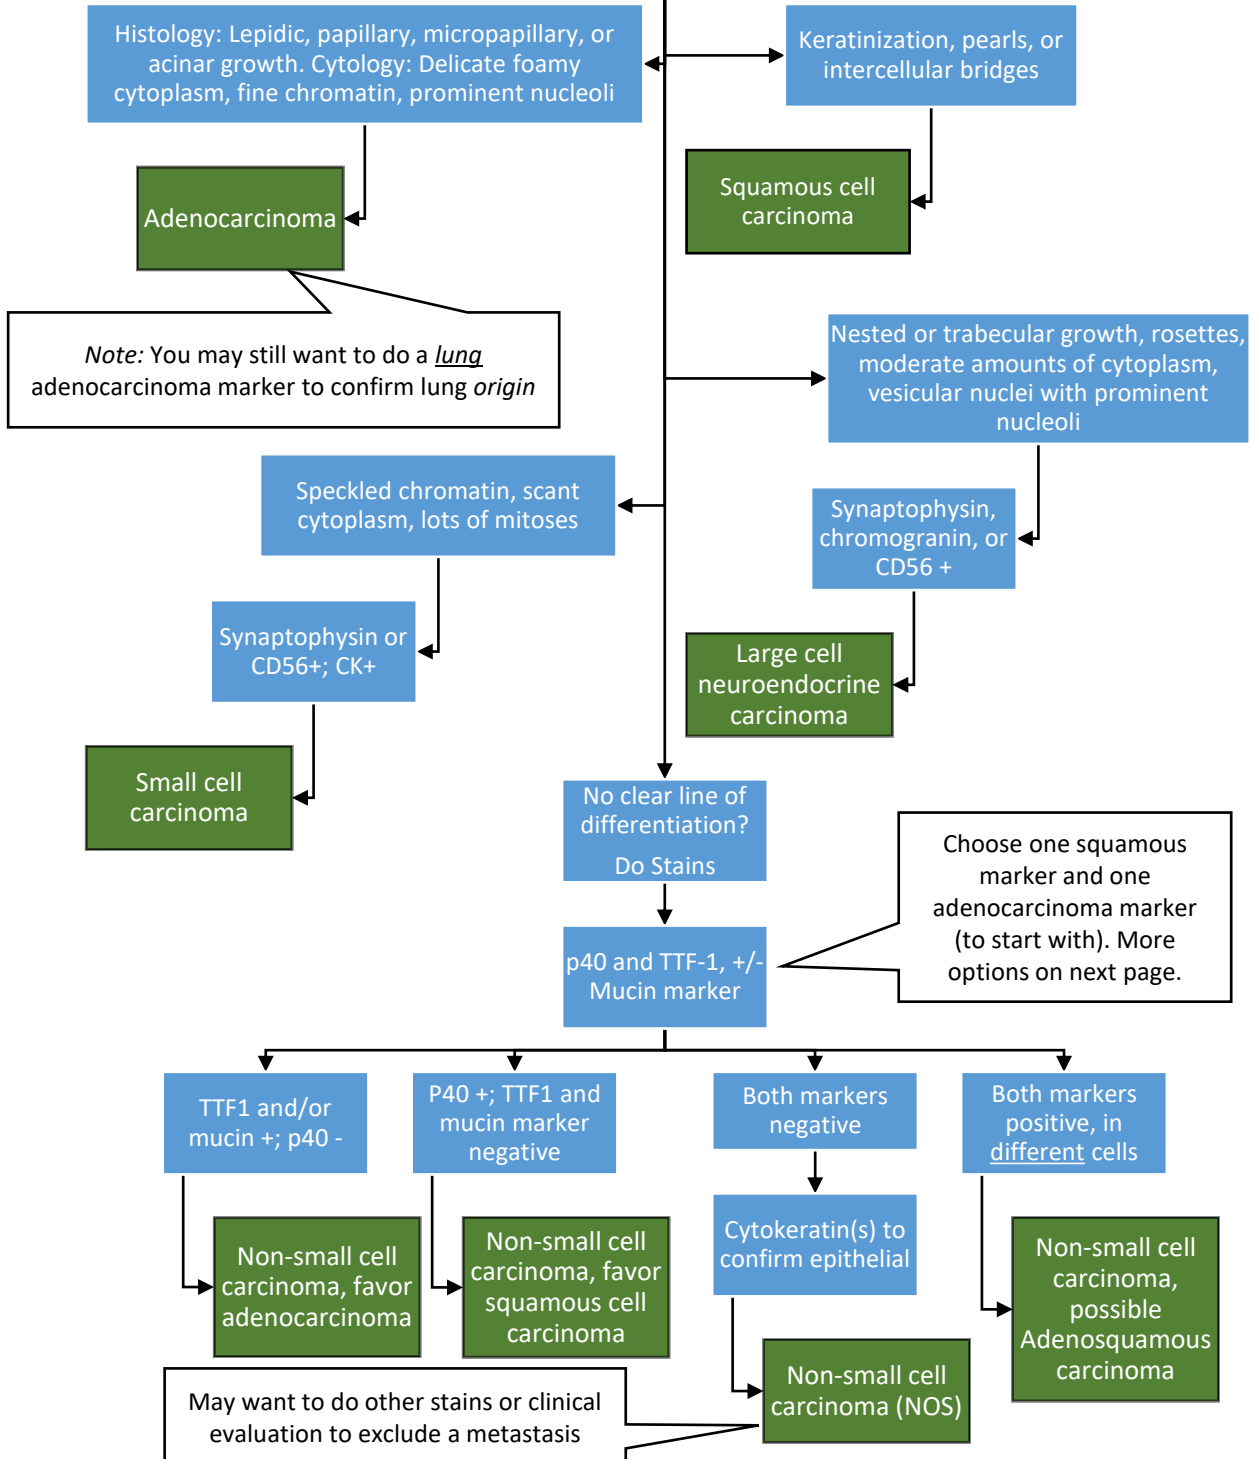 Histology: Lepidic, papillary, micropapillary, or
acinar growth. Cytology: Delicate foamy
cytoplasm, fine chromatin, prominent nucleoli
Keratinization, pearls, or
intercellular bridges
Adenocarcinoma
Squamous cell
carcinoma
Note: You may still want to do a lung
adenocarcinoma marker to confirm lung origin
Nested or trabecular growth, rosettes,
moderate amounts of cytoplasm,
vesicular nuclei with prominent
nucleoli
Speckled chromatin, scant
cytoplasm, lots of mitoses
Synaptophysin,
chromogranin, or
CD56 +
Synaptophysin or
CD56+; CK+
Large cell
neuroendocrine
carcinoma
Small cell
carcinoma
No clear line of
differentiation?
Do Stains
Choose one squamous
marker and one
adenocarcinoma marker
(to start with). More
options on next page.
p40 and TTF-1, +/-
Mucin marker
TTF1 and/or
mucin +; p40 -
P40 +; TTF1 and
mucin marker
negative
Both markers
negative
Both markers
positive, in
different cells
Cytokeratin(s) to
confirm epithelial
Non-small cell
carcinoma, favor
adenocarcinoma
Non-small cell
carcinoma, favor
squamous cell
carcinoma
Non-small cell
carcinoma,
possible
Adenosquamous
carcinoma
Non-small cell
carcinoma (NOS)
May want to do other stains or clinical
evaluation to exclude a metastasis